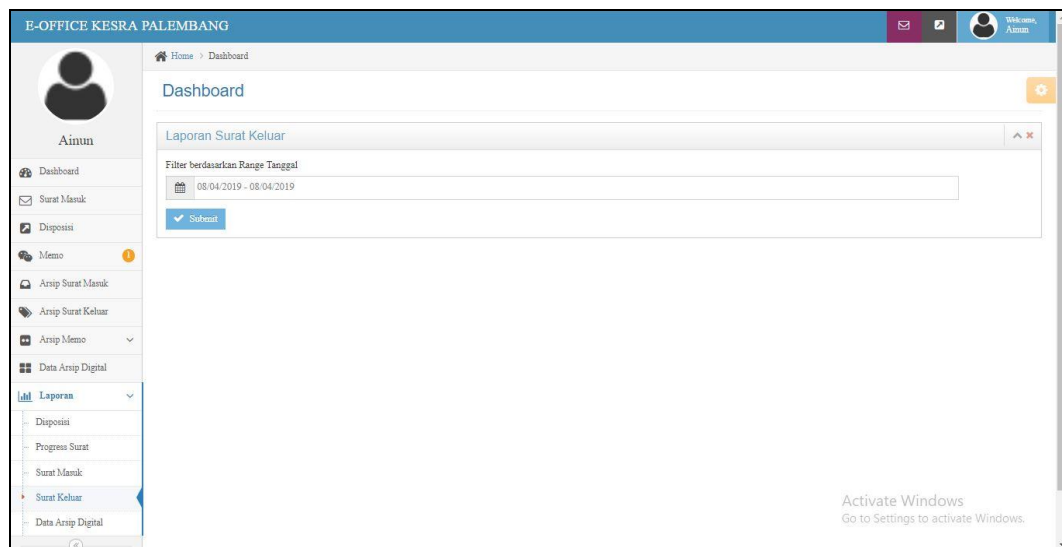 E-OFFICE KESRA PALEMBANG
Welcome,
Ainun
Home > Dashboard
Dashboard
Ainun
Dashboard
Surat Masuk
Disposisi
Memo 1
Arsip Surat Masuk
Arsip Surat Keluar
Arsip Memo
Data Arsip Digital
Laporan
Disposisi
Progress Surat
Surat Masuk
Surat Keluar
Data Arsip Digital
Laporan Surat Keluar
Filter berdasarkan Range Tanggal
08/04/2019 - 08/04/2019
Submit
Activate Windows
Go to Settings to activate Windows.